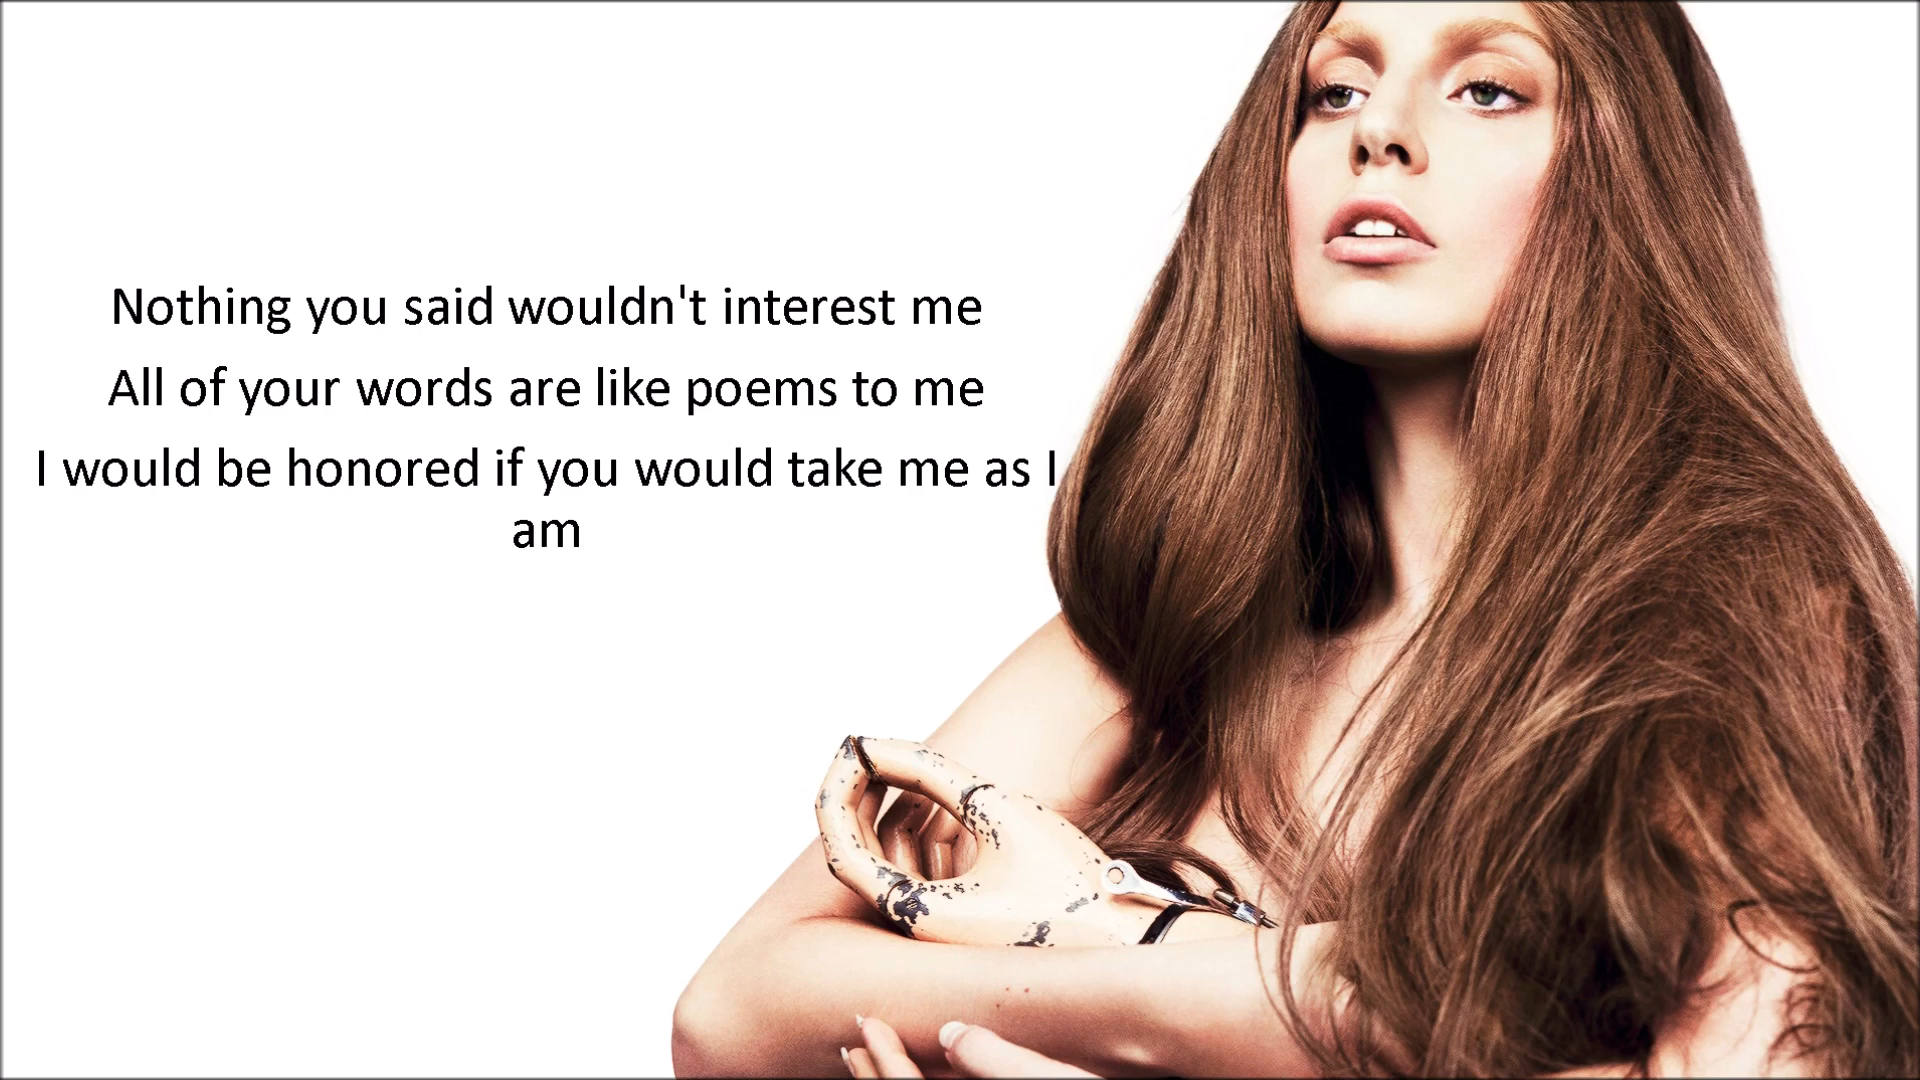 Nothing you said wouldn't interest me
All of your words are like poems to me
I would be honored if you would take me as I
am